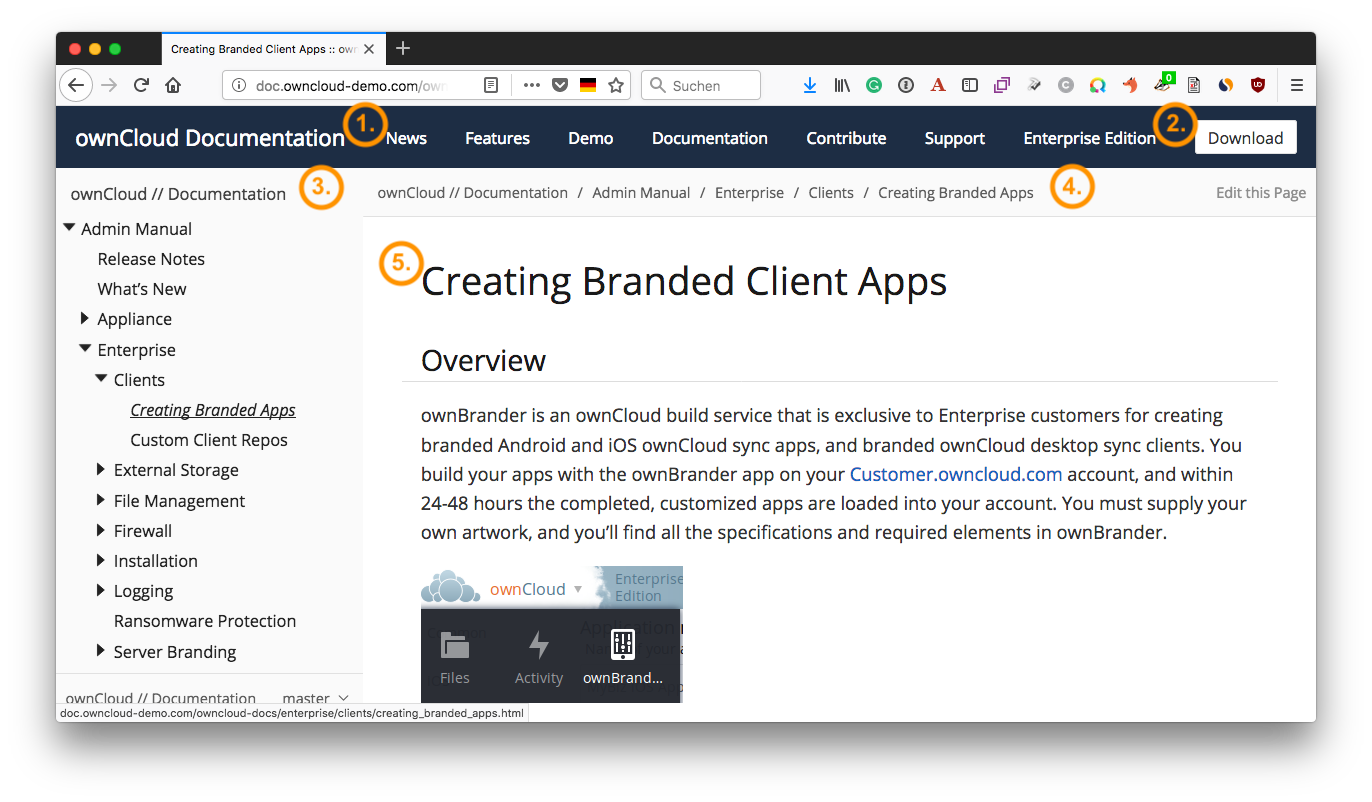 Creating Branded Client Apps :: own
doc.owncloud-demo.com/own
Suchen
0
ownCloud Documentation
1.
News
Features
Demo
Documentation
Contribute
Support
Enterprise Edition
2.
Download
ownCloud // Documentation
3.
ownCloud // Documentation / Admin Manual / Enterprise / Clients / Creating Branded Apps
4.
Edit this Page
Admin Manual
Release Notes
What's New
Appliance
Enterprise
Clients
Creating Branded Apps
Custom Client Repos
External Storage
File Management
Firewall
Installation
Logging
Ransomware Protection
Server Branding
ownCloud // Documentation
master
doc.owncloud-demo.com/owncloud-docs/enterprise/clients/creating_branded_apps.html
5.
Creating Branded Client Apps
Overview
ownBrander is an ownCloud build service that is exclusive to Enterprise customers for creating
branded Android and iOS ownCloud sync apps, and branded ownCloud desktop sync clients. You
build your apps with the ownBrander app on your Customer.owncloud.com account, and within
24-48 hours the completed, customized apps are loaded into your account. You must supply your
own artwork, and you'll find all the specifications and required elements in ownBrander.
ownCloud
Enterprise
Edition
Files
Activity
ownBrand...